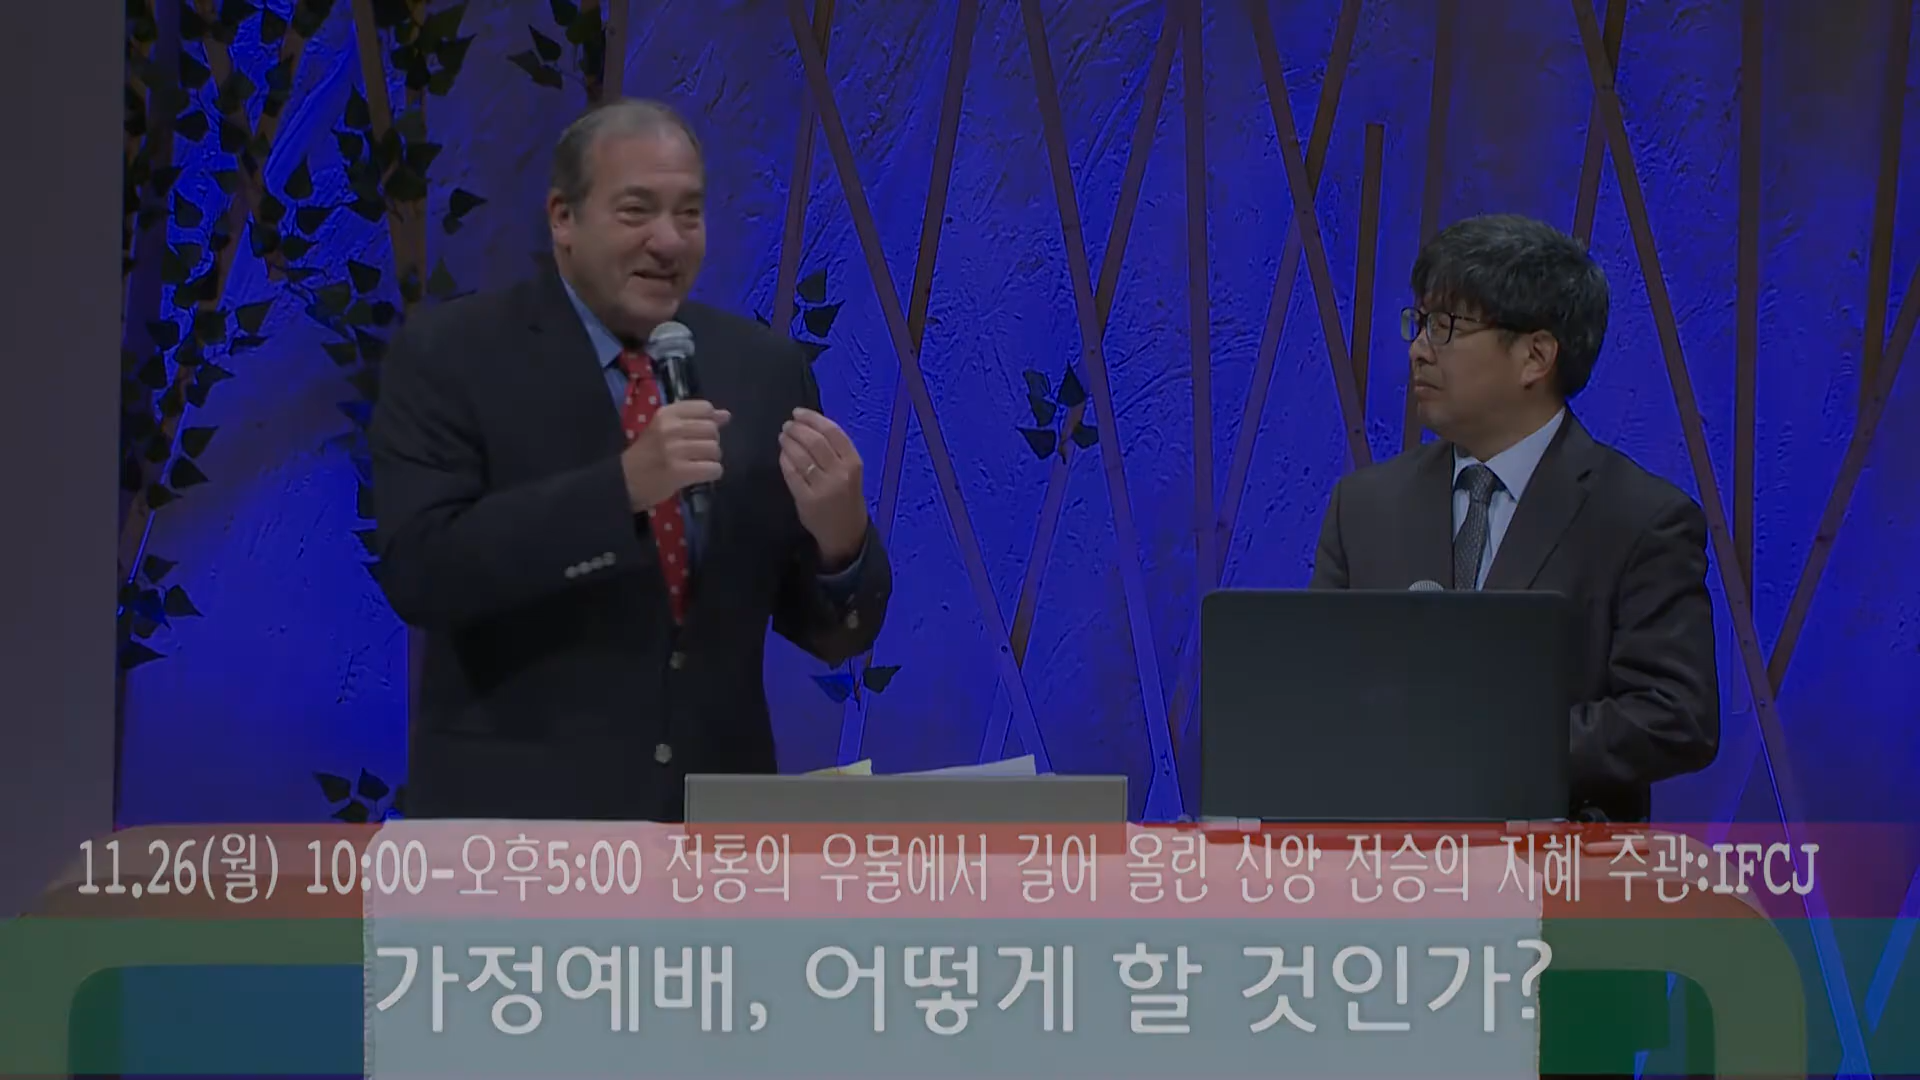 11.26(월) 10:00-오후5:00 전통의 우물에서 길어 올린 신앙 전승의 지혜 주관:IFCJ
가정예배, 어떻게 할 것인가?